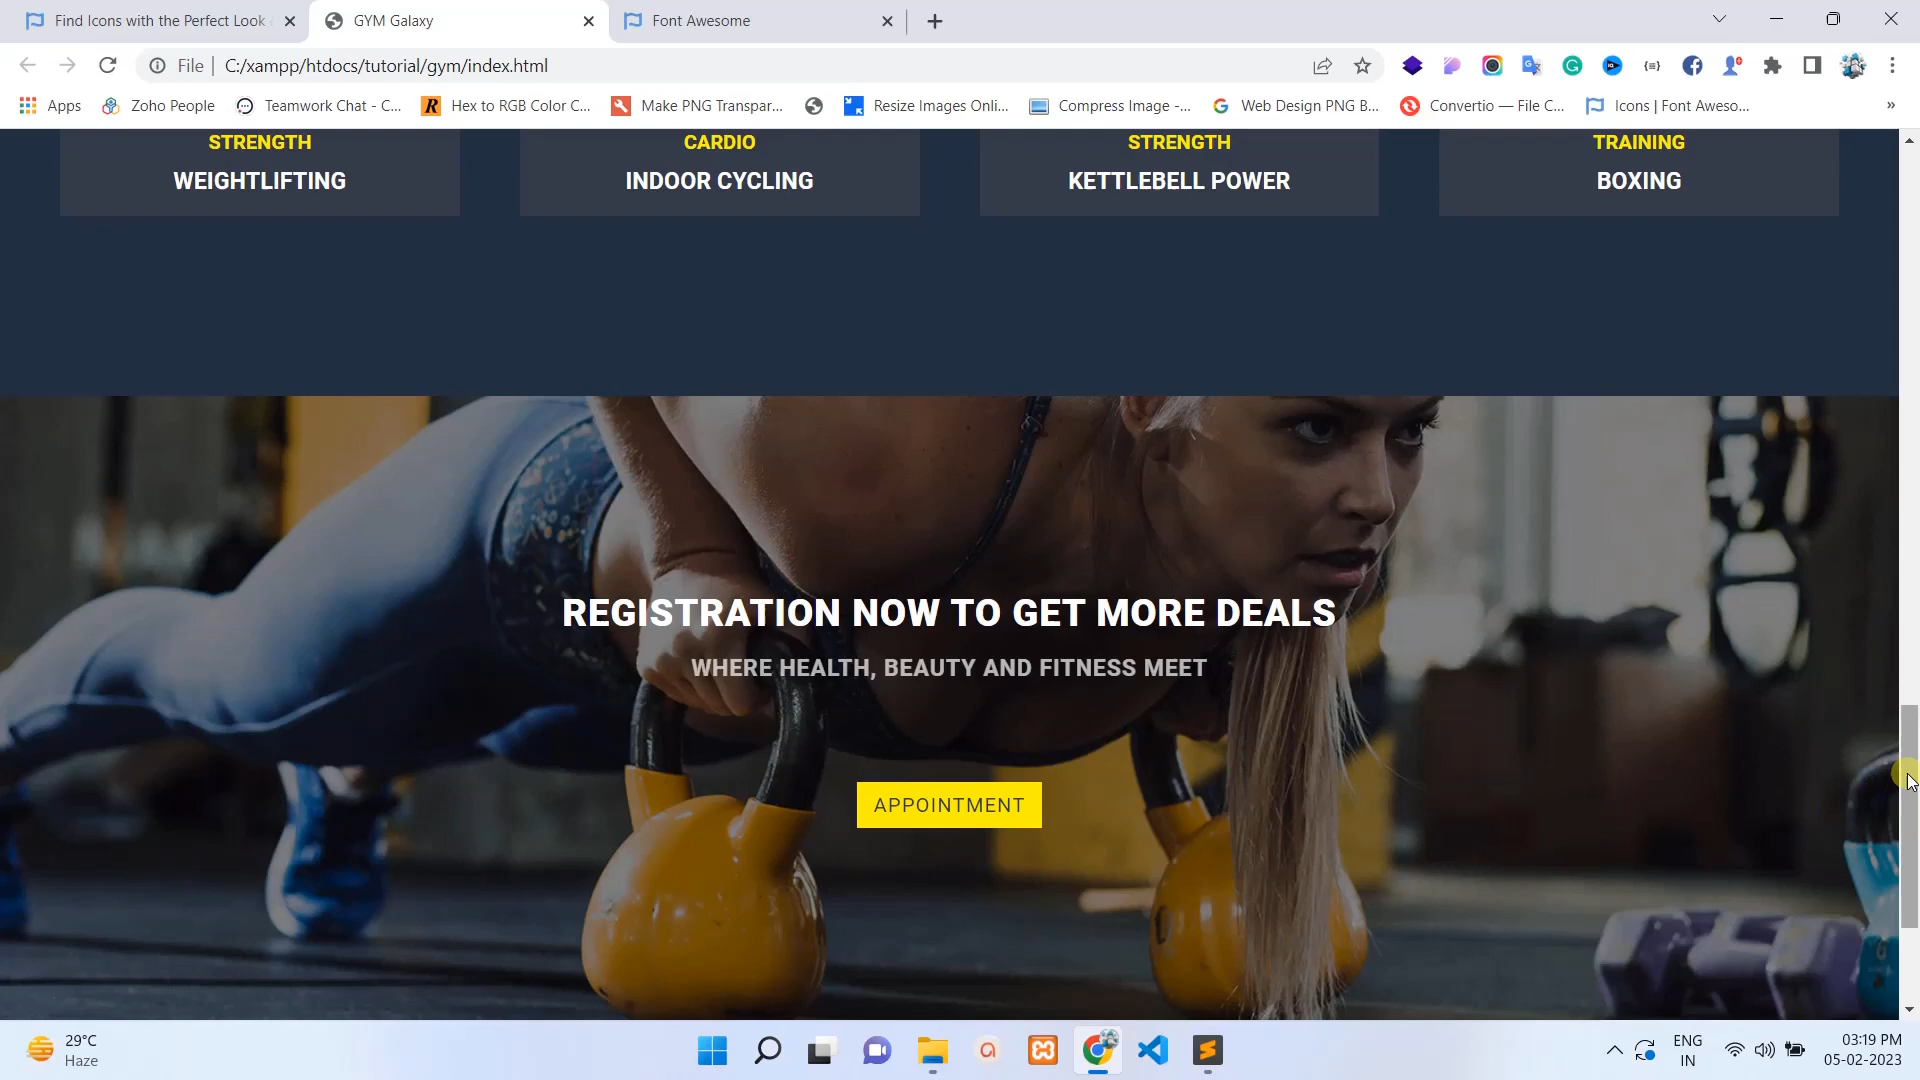 Find Icons with the Perfect Look
GYM Galaxy
Font Awesome
File
C:/xampp/htdocs/tutorial/gym/index.html
Apps
Zoho People
Teamwork Chat - C...
Hex to RGB Color C...
Make PNG Transpar...
Resize Images Onli...
Compress Image -...
Web Design PNG B...
Convertio — File C...
Icons | Font Aweso...
»
STRENGTH
CARDIO
STRENGTH
TRAINING
WEIGHTLIFTING
INDOOR CYCLING
KETTLEBELL POWER
BOXING
REGISTRATION NOW TO GET MORE DEALS
WHERE HEALTH, BEAUTY AND FITNESS MEET
APPOINTMENT
29°C
Haze
ENG
IN
03:19 PM
05-02-2023